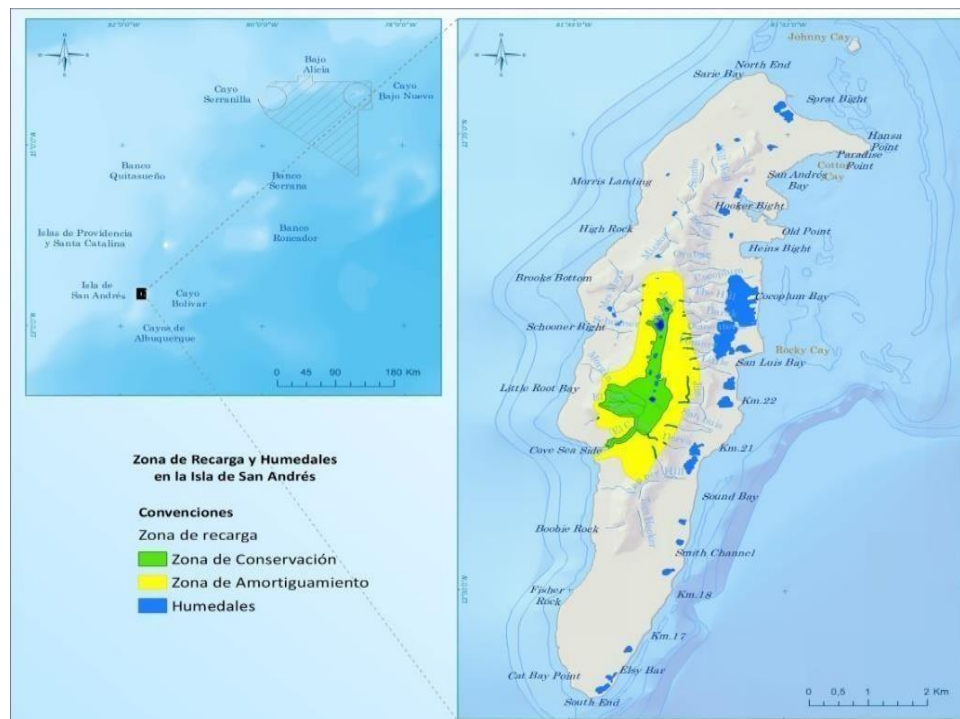 Bajo
Alicia
Cayo
Serranilla
Cayo
Bajo Nuevo
Banco
Quitasueño
Banco
Serrana
Islas de Providencia
y Santa Catalina
Banco
Roncador
Isla de
San Andrés
Cayo
Bolívar
Cayos de
Albuquerque
0 45 90 180 Km
Zona de Recarga y Humedales
en la Isla de San Andrés
Convenciones
Zona de recarga
Zona de Conservación
Zona de Amortiguamiento
Humedales
Johnny Cay
North End
Sarie Bay
Sprat Bight
Hansa
Point
Paradise
Point
Cay
San Andrés
Bay
Morris Landing
Hooker Bight
High Rock
Old Point
Heins Bight
Brooks Bottom
Cocoplum
Cocoplum Bay
Schooner Bight
Rocky Cay
San Luis Bay
Little Root Bay
Km.22
Cove Sea Side
Km.21
Hill
Sound Bay
Boobie Rock
Smith Channel
Fisher
Rock
Km.18
Km.17
Elsy Bar
Cat Bay Point
South End
0 0,5 1 2 Km